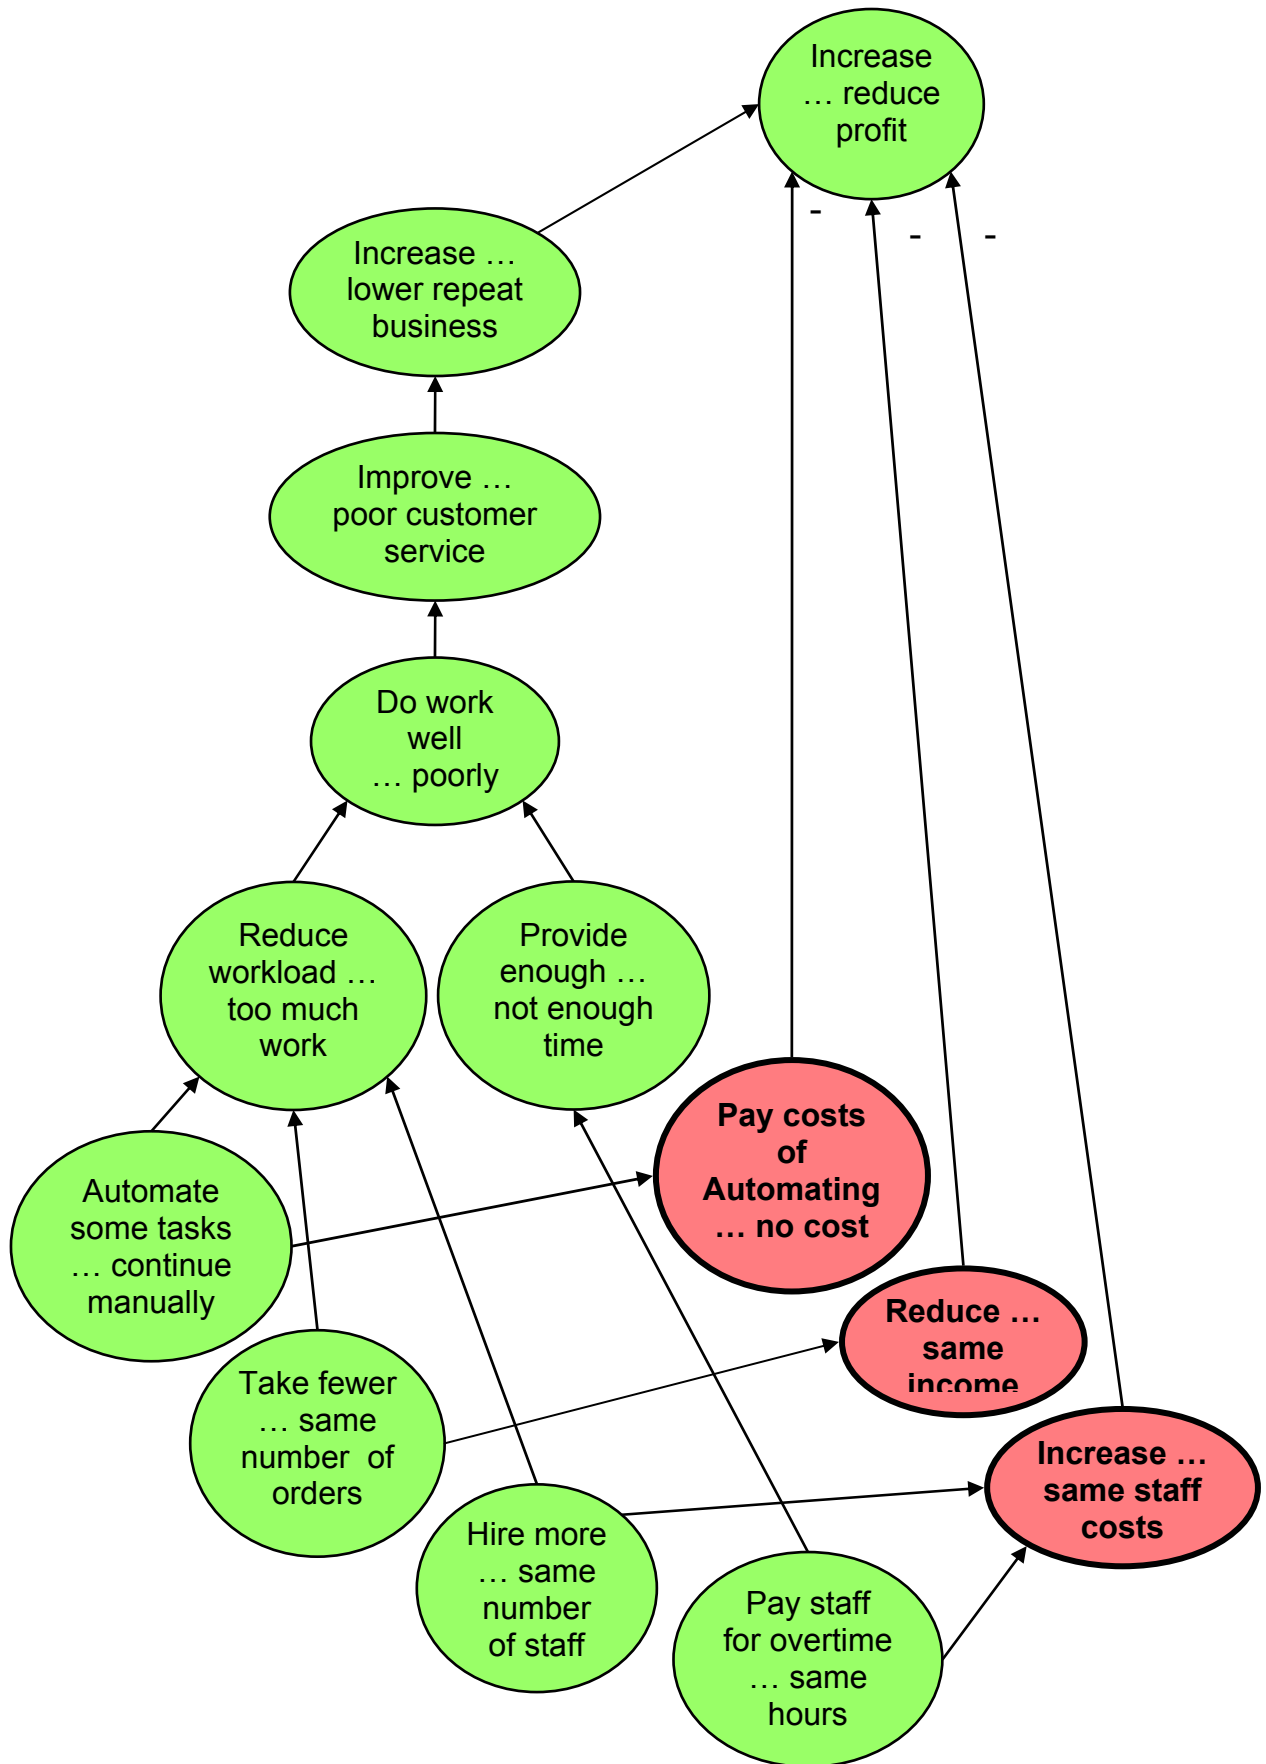 Increase
… reduce
profit
-
-
-
Increase …
lower repeat
business
Improve …
poor customer
service
Do work
well
… poorly
Reduce
workload …
too much
work
Provide
enough …
not enough
time
Pay costs
of
Automating
… no cost
Automate
some tasks
… continue
manually
Reduce …
same
income
Take fewer
… same
number of
orders
Increase …
same staff
costs
Hire more
… same
number
of staff
Pay staff
for overtime
… same
hours